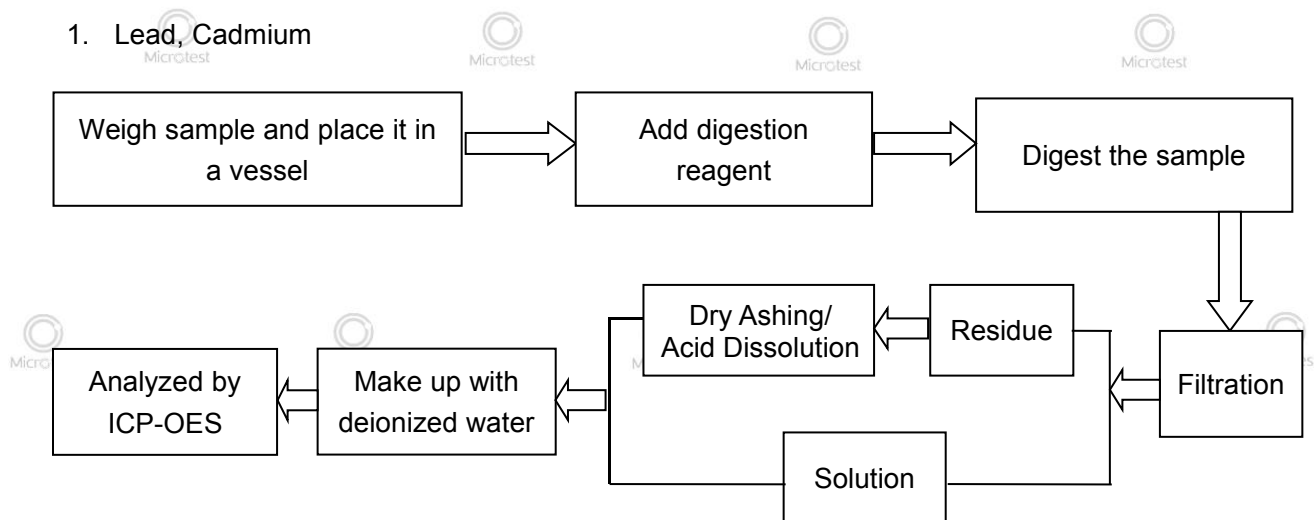 1. Lead, Cadmium
Microtest
Microtest
Microtest
Microtest
Weigh sample and place it in
a vessel
Add digestion
reagent
Digest the sample
Dry Ashing/
Acid Dissolution
Residue
Filtration
Analyzed by
ICP-OES
Make up with
deionized water
Solution